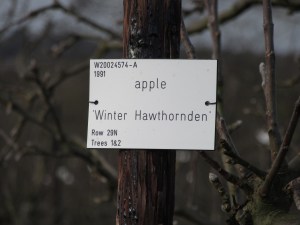 W20024574-A
1991
apple
'Winter Hawthornden'
Row 20N
Trees 1&2